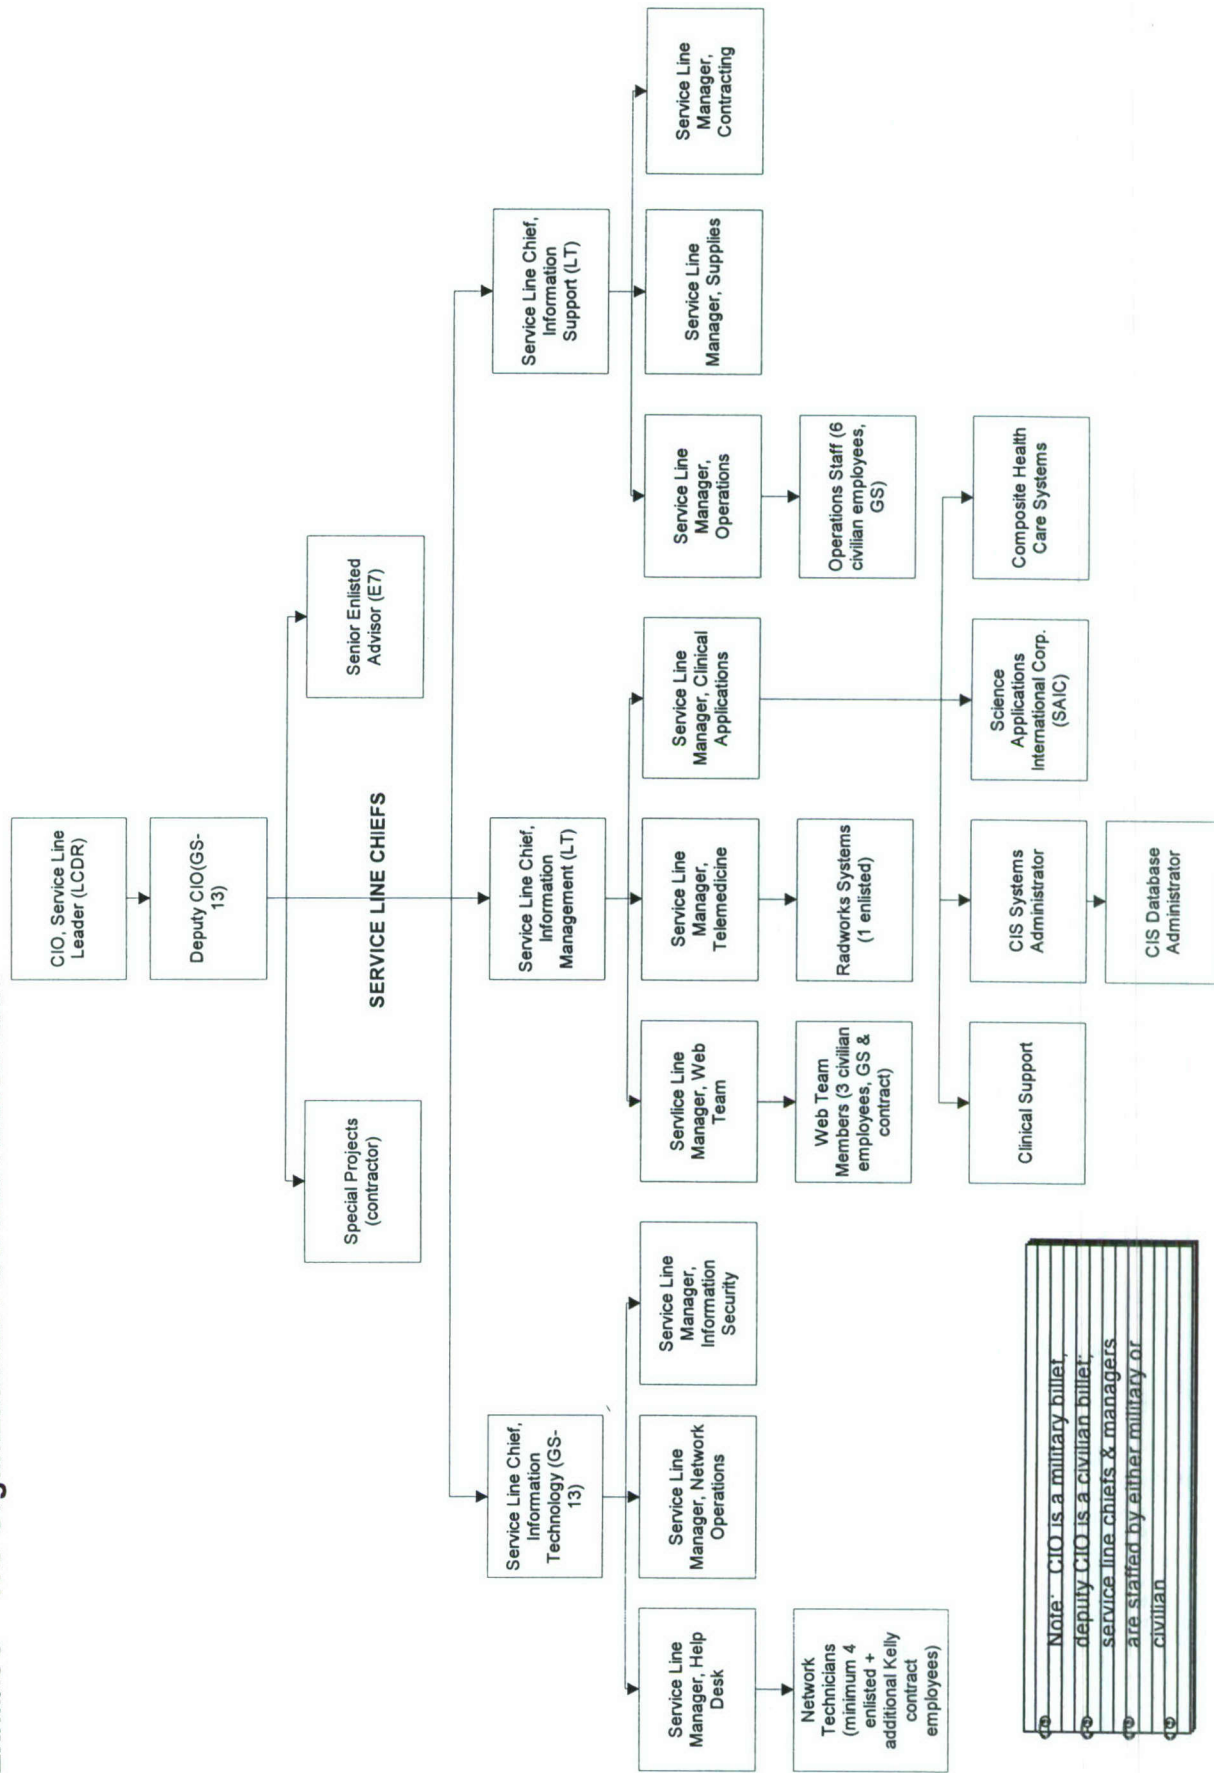 CIO, Service Line
Leader (LCDR)
Deputy CIO(GS-
13)
Special Projects
(contractor)
Senior Enlisted
Advisor (E7)
SERVICE LINE CHIEFS
Service Line Chief,
Information
Technology (GS-
13)
Service Line Chief,
Information
Management (LT)
Service Line Chief,
Information
Support (LT)
Service Line
Manager, Help
Desk
Service Line
Manager, Network
Operations
Service Line
Manager,
Information
Security
Servlice Line
Manager, Web
Team
Service Line
Manager,
Telemedicine
Service Line
Manager, Clinical
Applications
Service Line
Manager,
Operations
Service Line
Manager, Supplies
Service Line
Manager,
Contracting
Network
Technicians
(minimum 4
enlisted +
additional Kelly
contract
employees)
Web Team
Members (3 civilian
employees, GS &
contract)
Radworks Systems
(1 enlisted)
Operations Staff (6
civilian employees,
GS)
Clinical Support
CIS Systems
Administrator
Science
Applications
International Corp.
(SAIC)
Composite Health
Care Systems
CIS Database
Administrator
Note: CIO is a military billet,
deputy CIO is a civilian billet;
service line chiefs & managers
are staffed by either military or
civilian